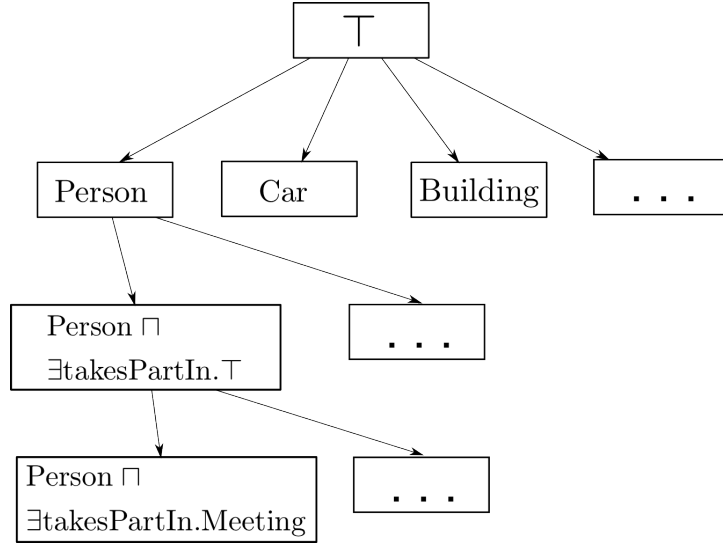 ⊤
Person
Car
Building
...
Person ⊓
∃takesPartIn.⊤
...
Person ⊓
∃takesPartIn.Meeting
...